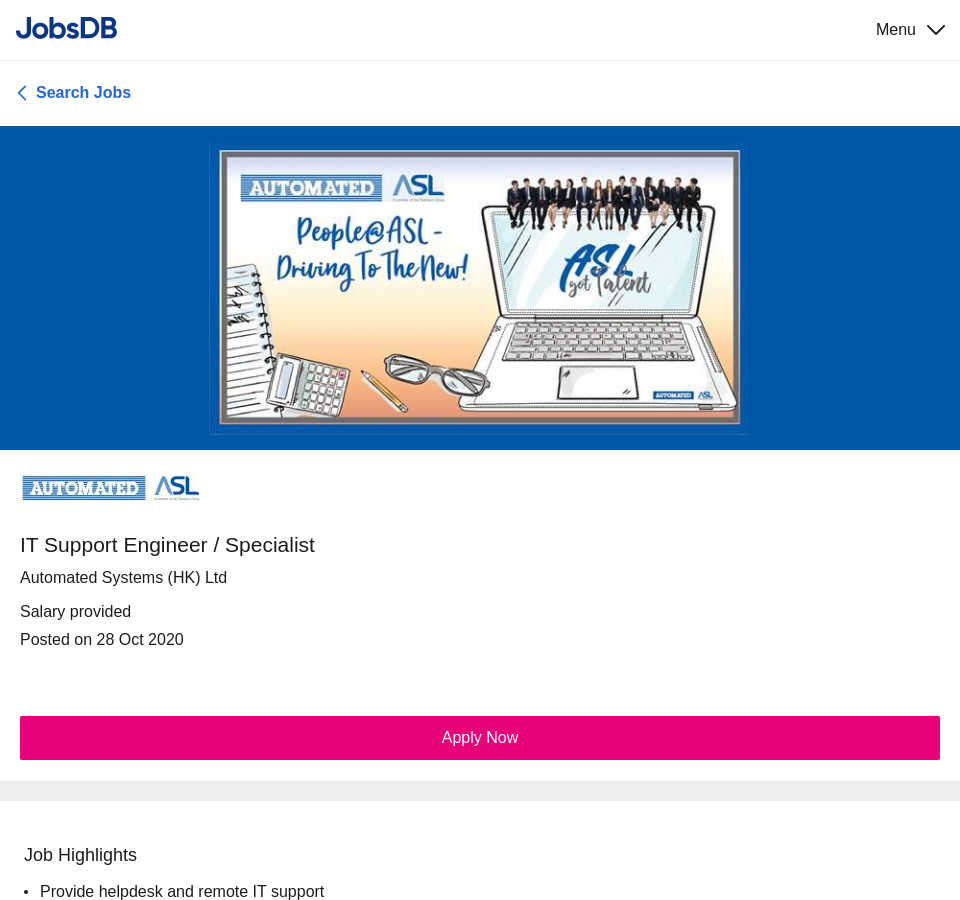 JobsDB
Menu
Search Jobs
AUTOMATED ASL
People@ASL -
Driving To The New!
ASL
got Talent
AUTOMATED ASL
AUTOMATED ASL
IT Support Engineer / Specialist
Automated Systems (HK) Ltd
Salary provided
Posted on 28 Oct 2020
Apply Now
Job Highlights
• Provide helpdesk and remote IT support